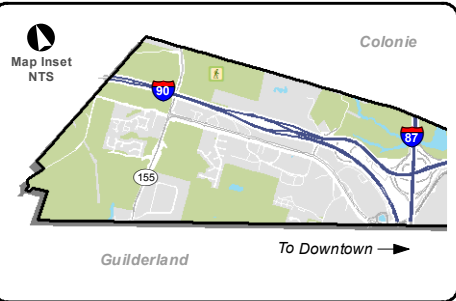 Colonie
Map Inset
NTS
90
87
155
To Downtown
Guilderland